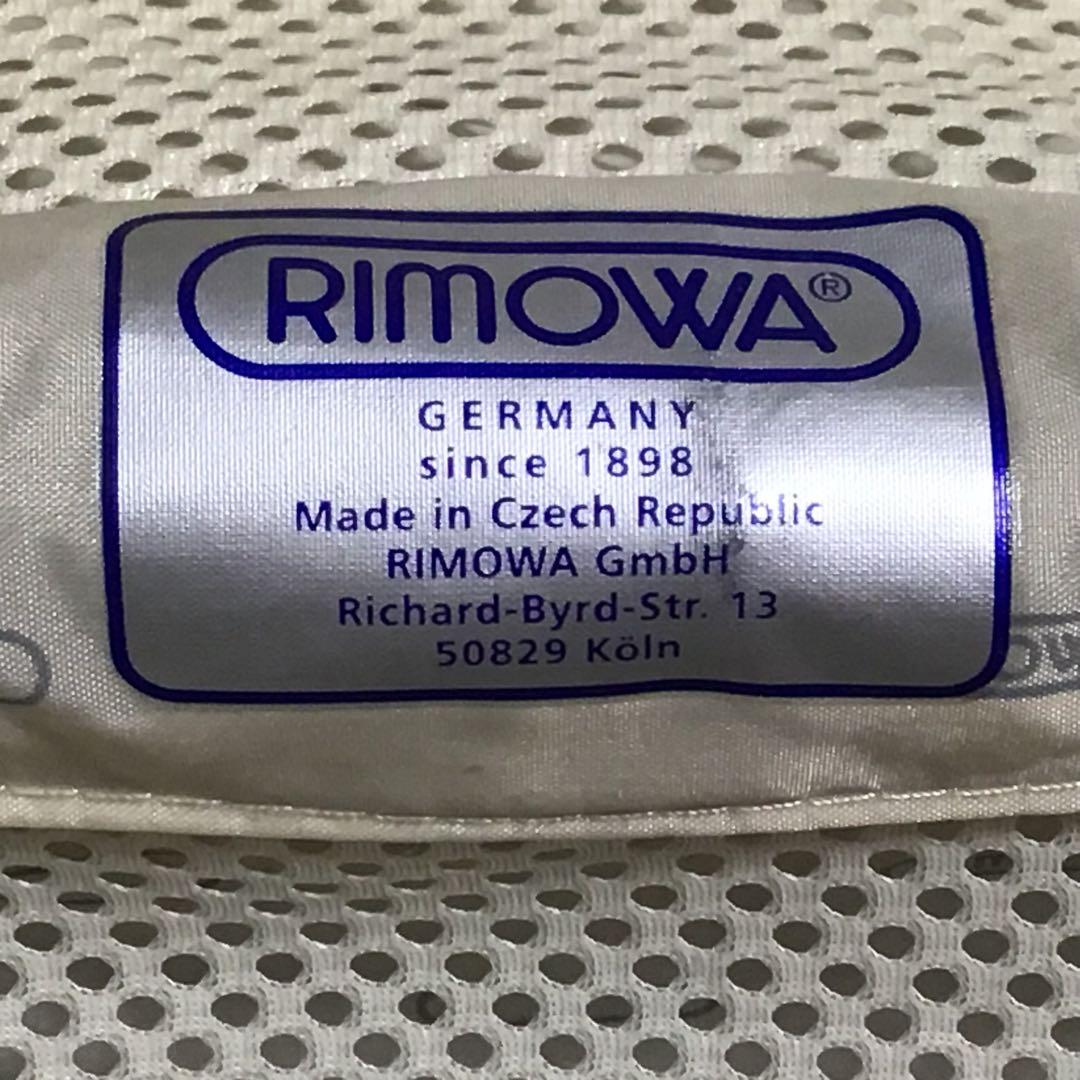 RIMOWA®
GERMANY
since 1898
Made in Czech Republic
RIMOWA GmbH
Richard-Byrd-Str. 13
50829 Köln